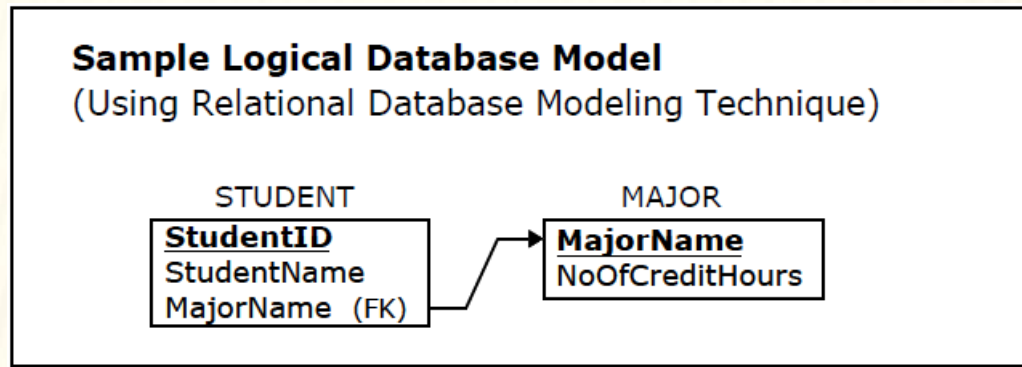 Sample Logical Database Model
(Using Relational Database Modeling Technique)
STUDENT
StudentID
StudentName
MajorName (FK)
MAJOR
MajorName
NoOfCreditHours